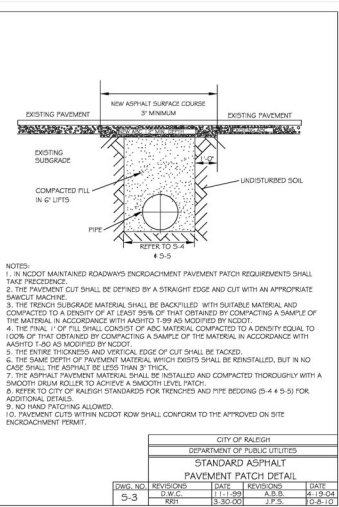 NEW ASPHALT SURFACE COURSE
3" MINIMUM
EXISTING PAVEMENT
EXISTING PAVEMENT
EXISTING
SUBGRADE
1'-0"
UNDISTURBED SOIL
COMPACTED FILL
IN 6" LIFTS
PIPE
REFER TO S-4
& S-5
NOTES:
1. IN NCDOT MAINTAINED ROADWAYS ENCROACHMENT PAVEMENT PATCH REQUIREMENTS SHALL
TAKE PRECEDENCE.
2. THE PAVEMENT CUT SHALL BE DEFINED BY A STRAIGHT EDGE AND CUT WITH AN APPROPRIATE
SAWCUT MACHINE.
3. THE TRENCH SUBGRADE MATERIAL SHALL BE BACKFILLED WITH SUITABLE MATERIAL AND
COMPACTED TO A DENSITY OF AT LEAST 95% OF THAT OBTAINED BY COMPACTING A SAMPLE OF
THE MATERIAL IN ACCORDANCE WITH AASHTO T-99 AS MODIFIED BY NCDOT.
4. THE FINAL 1' OF FILL SHALL CONSIST OF ABC MATERIAL COMPACTED TO A DENSITY EQUAL TO
100% OF THAT OBTAINED BY COMPACTING A SAMPLE OF THE MATERIAL IN ACCORDANCE WITH
AASHTO T-80 AS MODIFIED BY NCDOT.
5. THE ENTIRE THICKNESS AND VERTICAL EDGE OF CUT SHALL BE TACKED.
6. THE SAME DEPTH OF PAVEMENT MATERIAL WHICH EXISTS SHALL BE REINSTALLED, BUT IN NO
CASE SHALL THE ASPHALT BE LESS THAN 3" THICK.
7. THE ASPHALT PAVEMENT MATERIAL SHALL BE INSTALLED AND COMPACTED THOROUGHLY WITH A
SMOOTH DRUM ROLLER TO ACHIEVE A SMOOTH LEVEL PATCH.
8. REFER TO CITY OF RALEIGH STANDARDS FOR TRENCHES AND PIPE BEDDING (S-4 & S-5) FOR
ADDITIONAL DETAILS.
9. NO HAND PATCHING ALLOWED.
10. PAVEMENT CUTS WITHIN NCDOT ROW SHALL CONFORM TO THE APPROVED ON SITE
ENCROACHMENT PERMIT.
CITY OF RALEIGH
DEPARTMENT OF PUBLIC UTILITIES
STANDARD ASPHALT
PAVEMENT PATCH DETAIL
DWG. NO. REVISIONS DATE REVISIONS DATE
S-3 D.W.C. 11-1-99 A.B.B. 4-19-04
RRH 3-30-00 J.P.S. 10-8-10